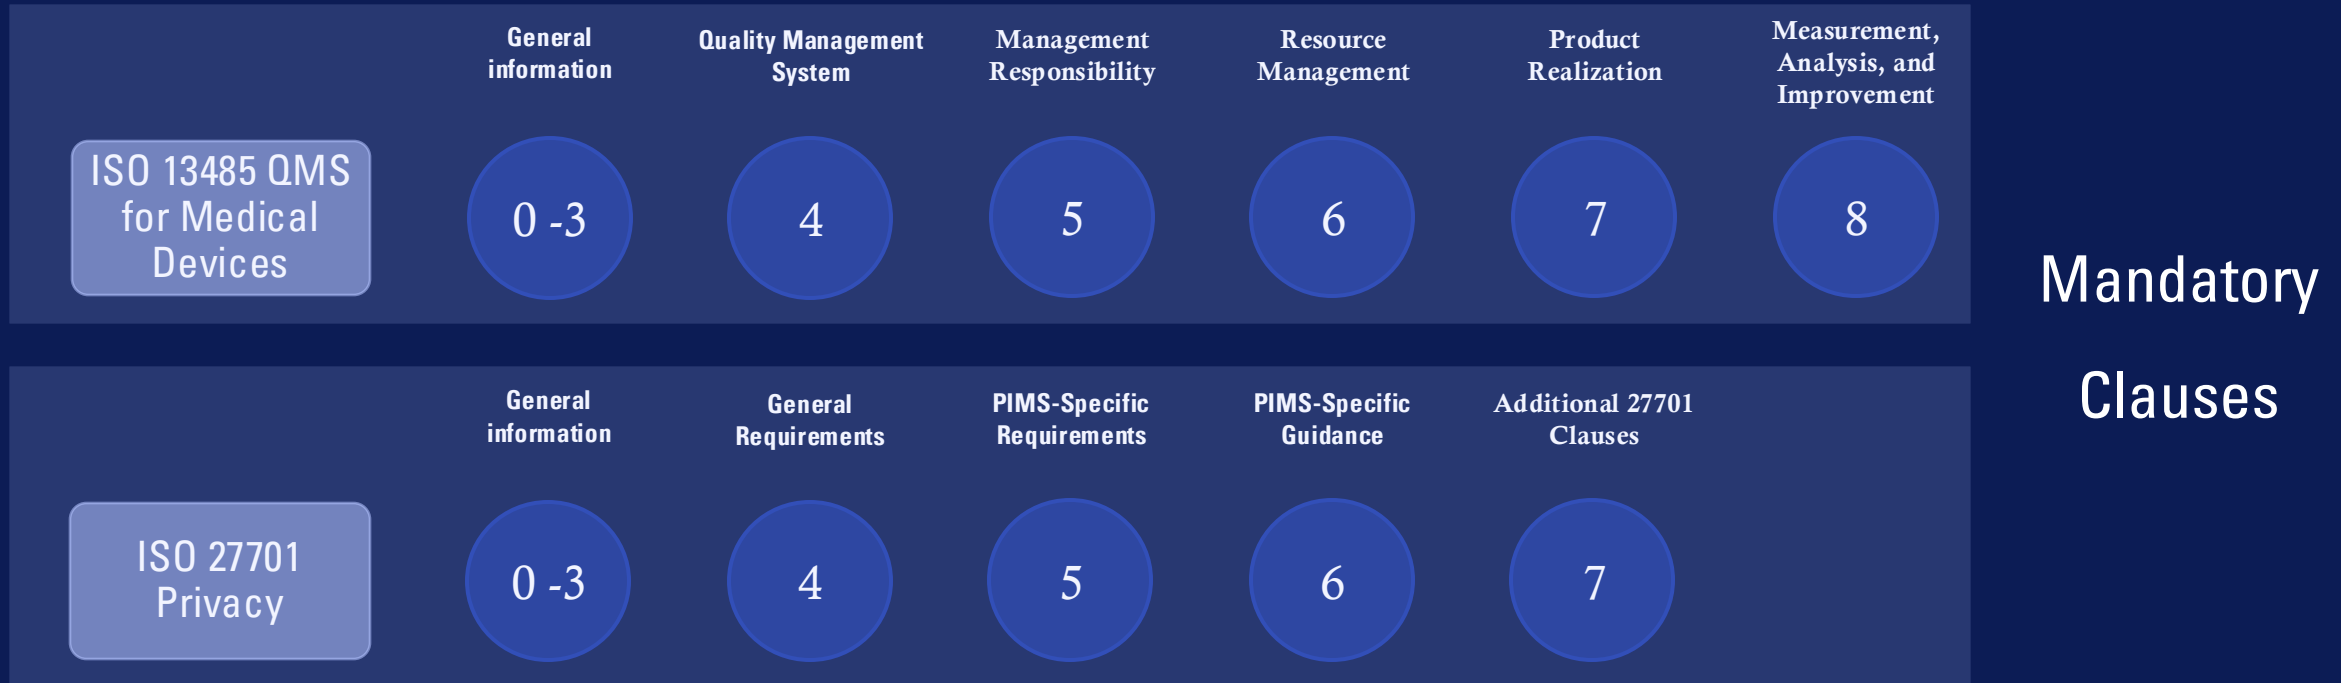 General
information
Quality Management
System
Management
Responsibility
Resource
Management
Product
Realization
Measurement,
Analysis, and
Improvement
ISO 13485 QMS
for Medical
Devices
0 -3
4
5
6
7
8
Mandatory
Clauses
General
information
General
Requirements
PIMS-Specific
Requirements
PIMS-Specific
Guidance
Additional 27701
Clauses
ISO 27701
Privacy
0 -3
4
5
6
7